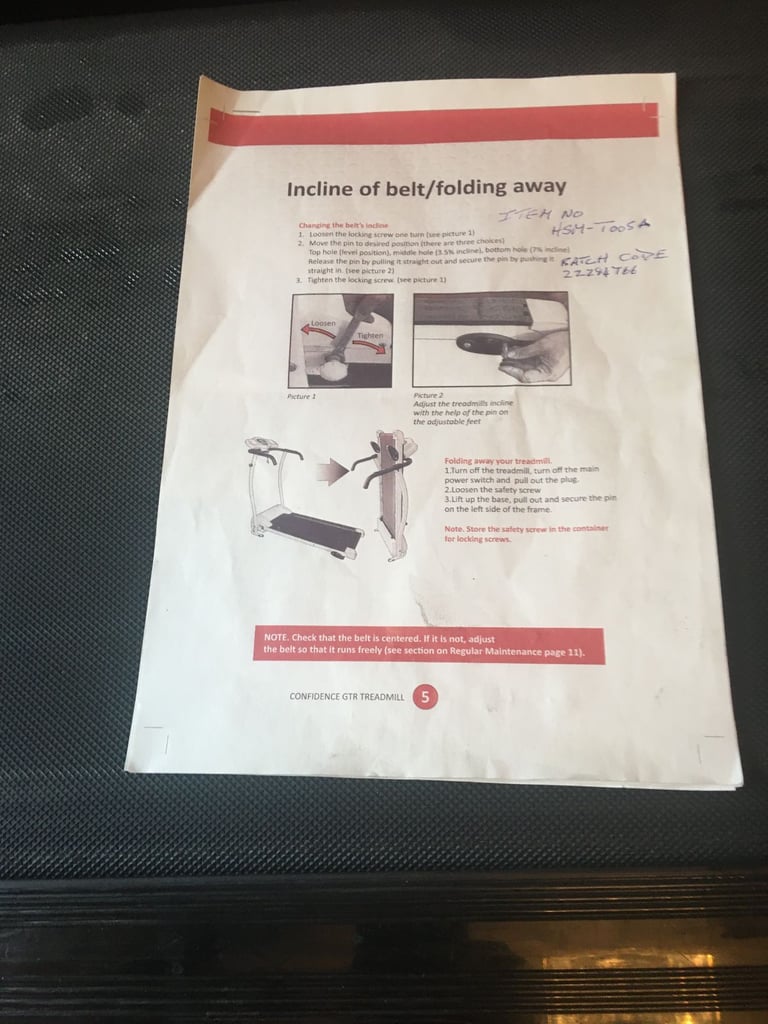 Incline of belt/folding away
ITEM NO
HSM-T005A
Changing the belt's incline
1. Loosen the locking screw one turn (see picture 1)
2. Move the pin to desired position (there are three choices)
Top hole (level position), middle hole (3.5% incline), bottom hole (7% incline)
Release the pin by pulling it straight out and secure the pin by pushing it
straight in. (see picture 2)
3. Tighten the locking screw. (see picture 1)
BATCH CODE
Loosen
Tighten
Picture 1
Picture 2
Adjust the treadmills incline
with the help of the pin on
the adjustable feet
Folding away your treadmill.
1.Turn off the treadmill, turn off the main
power switch and pull out the plug.
2.Loosen the safety screw
3.Lift up the base, pull out and secure the pin
on the left side of the frame.
Note. Store the safety screw in the container
for locking screws.
NOTE. Check that the belt is centered. If it is not, adjust
the belt so that it runs freely (see section on Regular Maintenance page 11).
CONFIDENCE GTR TREADMILL 5